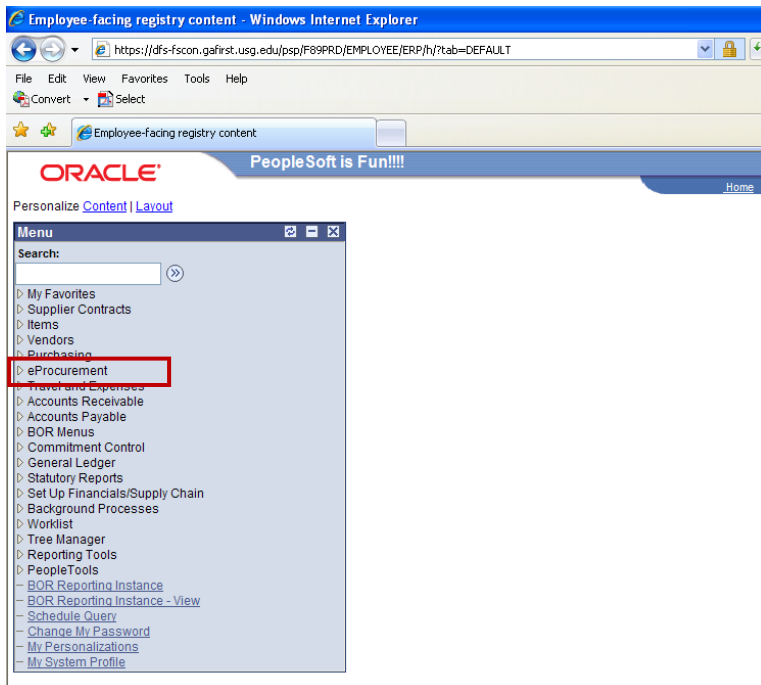 Employee-facing registry content - Windows Internet Explorer
https://dfs-fscon.gafirst.usg.edu/psp/F89PRD/EMPLOYEE/ERP/h/?tab=DEFAULT
File Edit View Favorites Tools Help
Convert Select
Employee-facing registry content
ORACLE PeopleSoft is Fun!!!!
Home
Personalize Content | Layout
Menu
Search:
My Favorites
Supplier Contracts
Items
Vendors
Purchasing
eProcurement
Travel and Expenses
Accounts Receivable
Accounts Payable
BOR Menus
Commitment Control
General Ledger
Statutory Reports
Set Up Financials/Supply Chain
Background Processes
Worklist
Tree Manager
Reporting Tools
PeopleTools
BOR Reporting Instance
BOR Reporting Instance - View
Schedule Query
Change My Password
My Personalizations
My System Profile